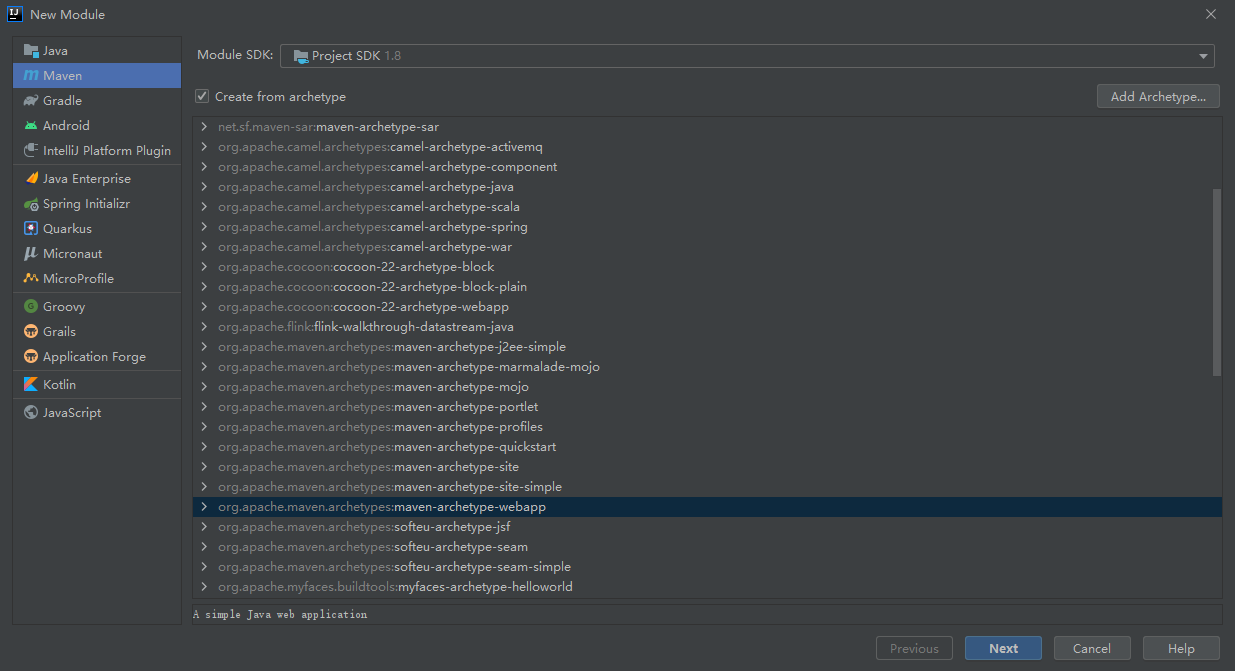 New Module
Java
Maven
Gradle
Android
IntelliJ Platform Plugin
Java Enterprise
Spring Initializr
Quarkus
Micronaut
MicroProfile
Groovy
Grails
Application Forge
Kotlin
JavaScript
Module SDK: Project SDK 1.8
Create from archetype
Add Archetype...
net.sf.maven-sar:maven-archetype-sar
org.apache.camel.archetypes:camel-archetype-activemq
org.apache.camel.archetypes:camel-archetype-component
org.apache.camel.archetypes:camel-archetype-java
org.apache.camel.archetypes:camel-archetype-scala
org.apache.camel.archetypes:camel-archetype-spring
org.apache.camel.archetypes:camel-archetype-war
org.apache.cocoon:cocoon-22-archetype-block
org.apache.cocoon:cocoon-22-archetype-block-plain
org.apache.cocoon:cocoon-22-archetype-webapp
org.apache.flink:flink-walkthrough-datastream-java
org.apache.maven.archetypes:maven-archetype-j2ee-simple
org.apache.maven.archetypes:maven-archetype-marmalade-mojo
org.apache.maven.archetypes:maven-archetype-mojo
org.apache.maven.archetypes:maven-archetype-portlet
org.apache.maven.archetypes:maven-archetype-profiles
org.apache.maven.archetypes:maven-archetype-quickstart
org.apache.maven.archetypes:maven-archetype-site
org.apache.maven.archetypes:maven-archetype-site-simple
org.apache.maven.archetypes:maven-archetype-webapp
org.apache.maven.archetypes:softeu-archetype-jsf
org.apache.maven.archetypes:softeu-archetype-seam
org.apache.maven.archetypes:softeu-archetype-seam-simple
org.apache.myfaces.buildtools:myfaces-archetype-helloworld
A simple Java web application
Previous
Next
Cancel
Help